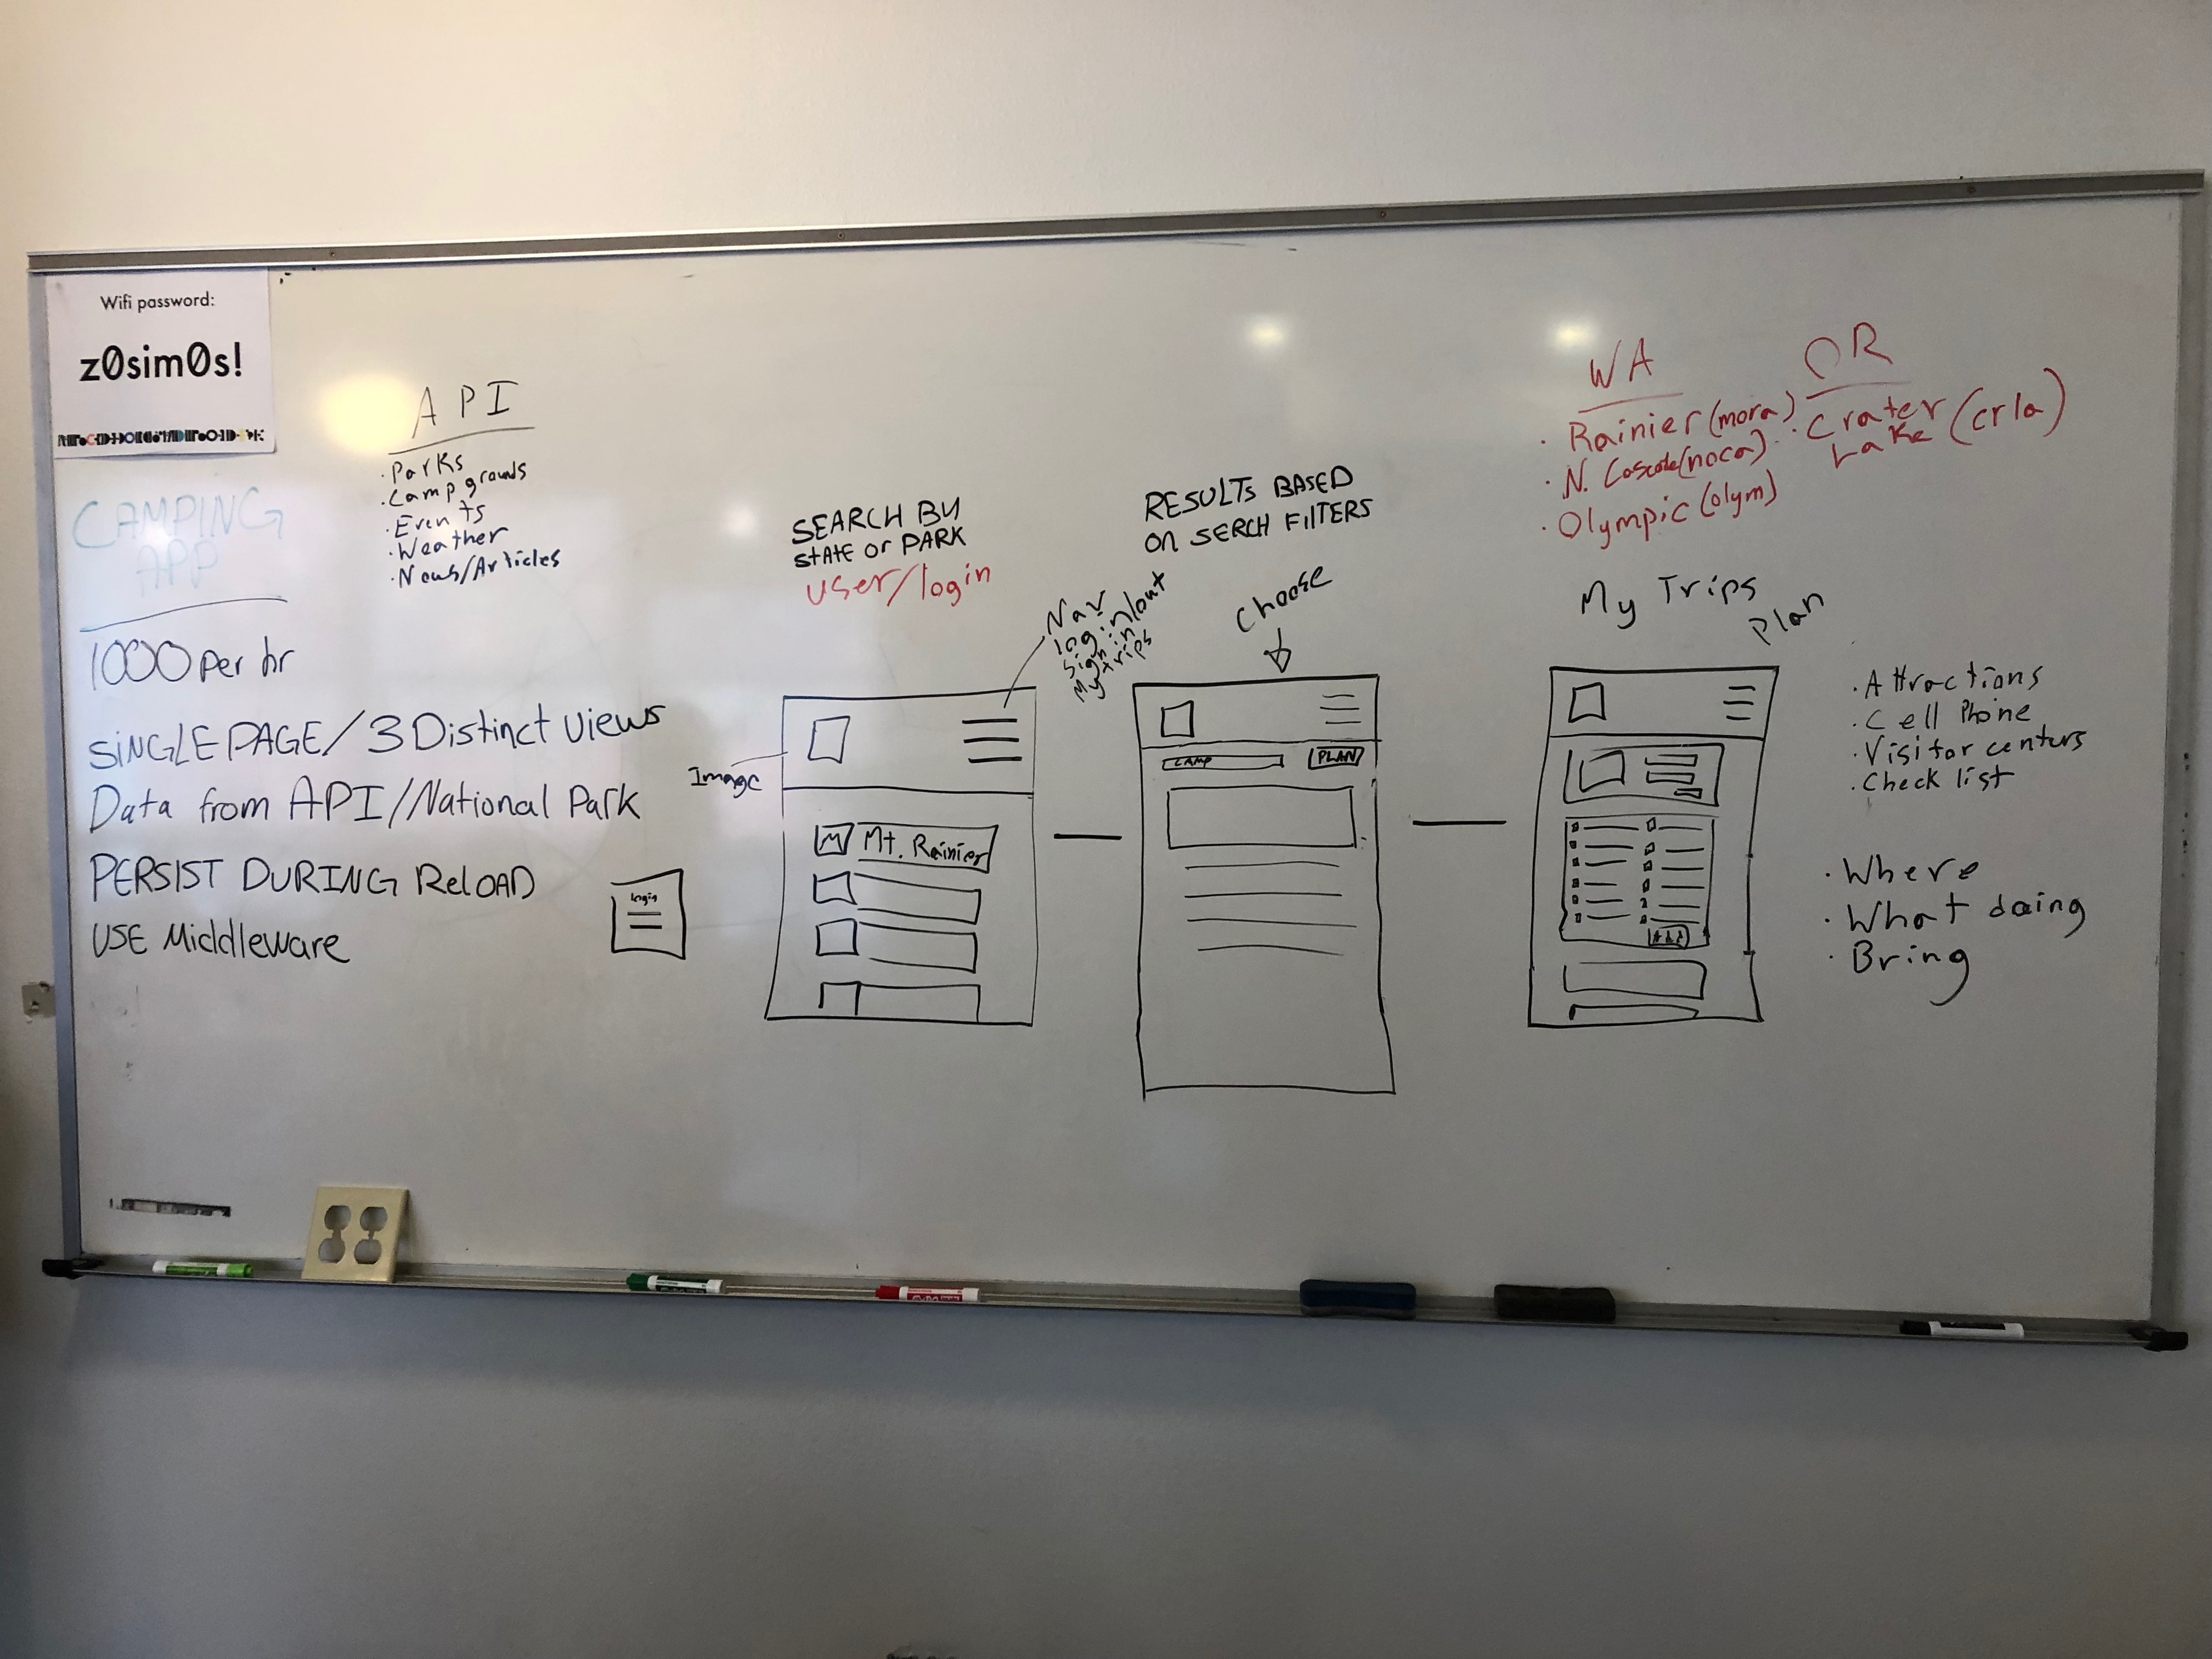 Wifi password:
z0sim0s!
CAMPING
APP
1000 per hr
SINGLE PAGE/3 Distinct views
Data from API/National Park
PERSIST DURING ReLOAD
USE Middleware
API
· Parks
· Campgrounds
· Events
· Weather
· News/Articles
login
SEARCH BY
STATE or PARK
user/login
Image
Nav
log in/out
sign in
My trips
M Mt. Rainier
RESULTs BASED
ON SERCH FIlTERS
Choose
CAMP
PLAN
WA
· Rainier (mora)
· N. Cascade (noca)
· Olympic (olym)
OR
· Crater
Lake (crla)
My Trips
Plan
· Attractions
· Cell Phone
· Visitor centers
· Check list
· Where
· What doing
· Bring